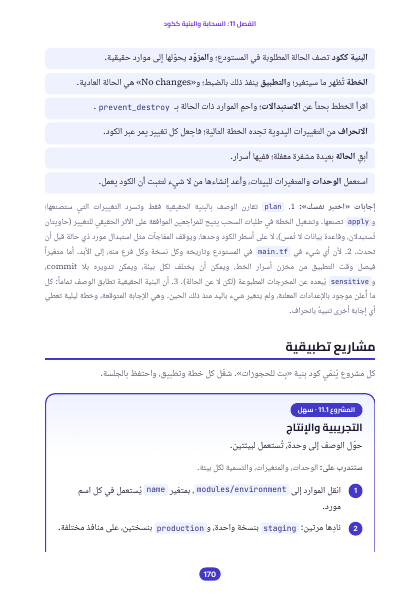 الفصل 11: السحابة والبنية ككود
البنية ككود تصف الحالة المطلوبة في المستودع؛ والمزوّد يحوّلها إلى موارد حقيقية.
الخطة تُظهر ما سيتغير؛ والتطبيق ينفذ ذلك بالضبط؛ و«No changes» هي الحالة العادية.
اقرأ الخطط بحثاً عن الاستبدالات؛ واحمِ الموارد ذات الحالة بـ prevent_destroy .
الانحراف من التغييرات اليدوية تجده الخطة التالية؛ فاجعل كل تغيير يمر عبر الكود.
أبقِ الحالة بعيدة مشفرة مقفلة؛ ففيها أسرار.
استعمل الوحدات والمتغيرات للبيئات، وأعد إنشاءها من لا شيء لتثبت أن الكود يعمل.
إجابات «اختبر نفسك»: 1. plan تقارن الوصف بالبنية الحقيقية فقط وتسرد التغييرات التي ستصنعها؛
و apply تصنعها. وتشغيل الخطة في طلبات السحب يتيح للمراجعين الموافقة على الأثر الحقيقي للتغيير (حاويتان
تُستبدلان، وقاعدة بيانات لا تُمس)، لا على أسطر الكود وحدها، ويوقف المفاجآت مثل استبدال مورد ذي حالة قبل أن
تحدث. 2. لأن أي شيء في main.tf في المستودع وتاريخه وكل نسخة وكل فرع منه، إلى الأبد. أما متغيراً
فيصل وقت التطبيق من مخزن أسرار الخط، ويمكن أن يختلف لكل بيئة، ويمكن تدويره بلا commit،
و sensitive يُبعده عن المخرجات المطبوعة (لكن لا عن الحالة). 3. أن البنية الحقيقية تطابق الوصف تماماً: كل
ما أُعلن موجود بالإعدادات المعلنة، ولم يتغير شيء باليد منذ ذلك الحين. وهي الإجابة المتوقعة، وخطة ليلية تعطي
أي إجابة أخرى تنبيهٌ بانحراف.
مشاريع تطبيقية
كل مشروع يُنَمّي كود بنية «بِت للحجوزات». شغّل كل خطة وتطبيق، واحتفظ بالجلسة.
المشروع 11.1 · سهل
التجريبية والإنتاج
حوّل الوصف إلى وحدة، تُستعمل لبيئتين.
ستتدرب على: الوحدات، والمتغيرات، والتسمية لكل بيئة.
1 انقل الموارد إلى modules/environment ، بمتغير name يُستعمل في كل اسم
مورد.
2 نادِها مرتين: staging بنسخة واحدة، و production بنسختين، على منافذ مختلفة.
170